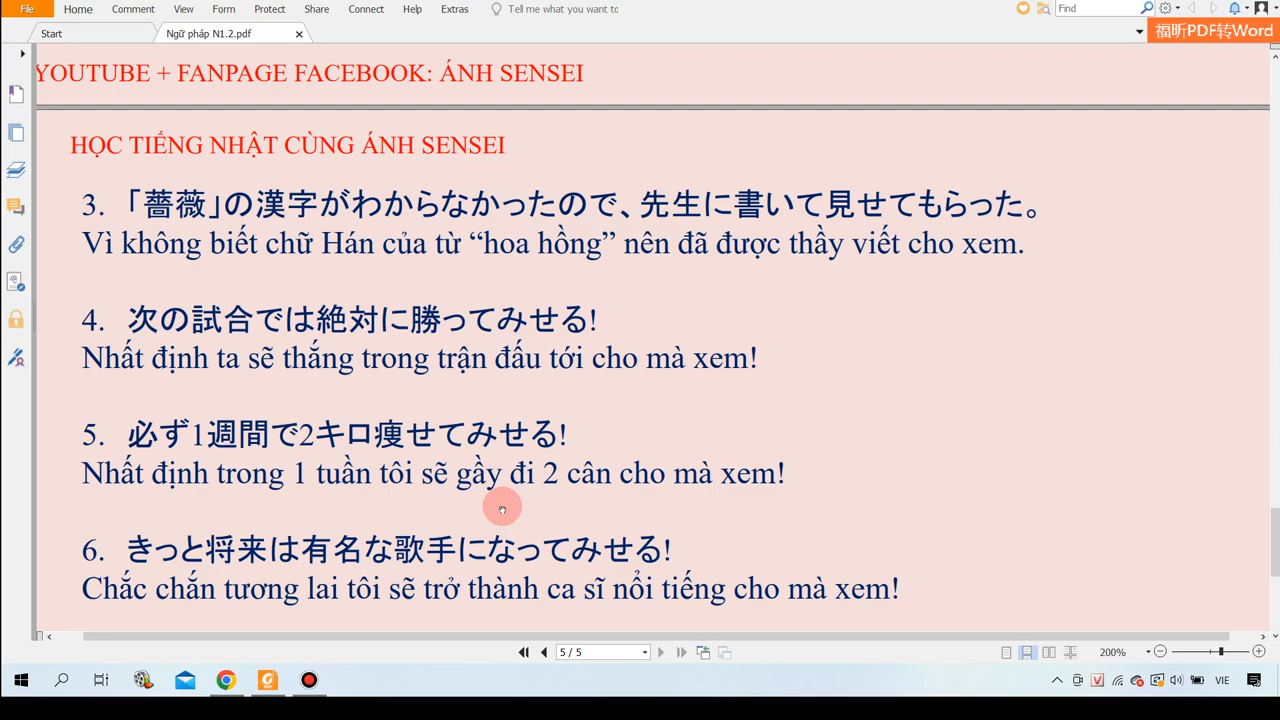 File Home Comment View Form Protect Share Connect Help Extras Tell me what you want to Find
Start Ngữ pháp N1.2.pdf 福昕PDF转Word
YOUTUBE + FANPAGE FACEBOOK: ÁNH SENSEI
HỌC TIẾNG NHẬT CÙNG ÁNH SENSEI
3. 「薔薇」の漢字がわからなかったので、先生に書いて見せてもらった。
Vì không biết chữ Hán của từ “hoa hồng” nên đã được thầy viết cho xem.
4. 次の試合では絶対に勝ってみせる!
Nhất định ta sẽ thắng trong trận đấu tới cho mà xem!
5. 必ず1週間で2キロ痩せてみせる!
Nhất định trong 1 tuần tôi sẽ gầy đi 2 cân cho mà xem!
6. きっと将来は有名な歌手になってみせる!
Chắc chắn tương lai tôi sẽ trở thành ca sĩ nổi tiếng cho mà xem!
5 / 5 200%
VIE